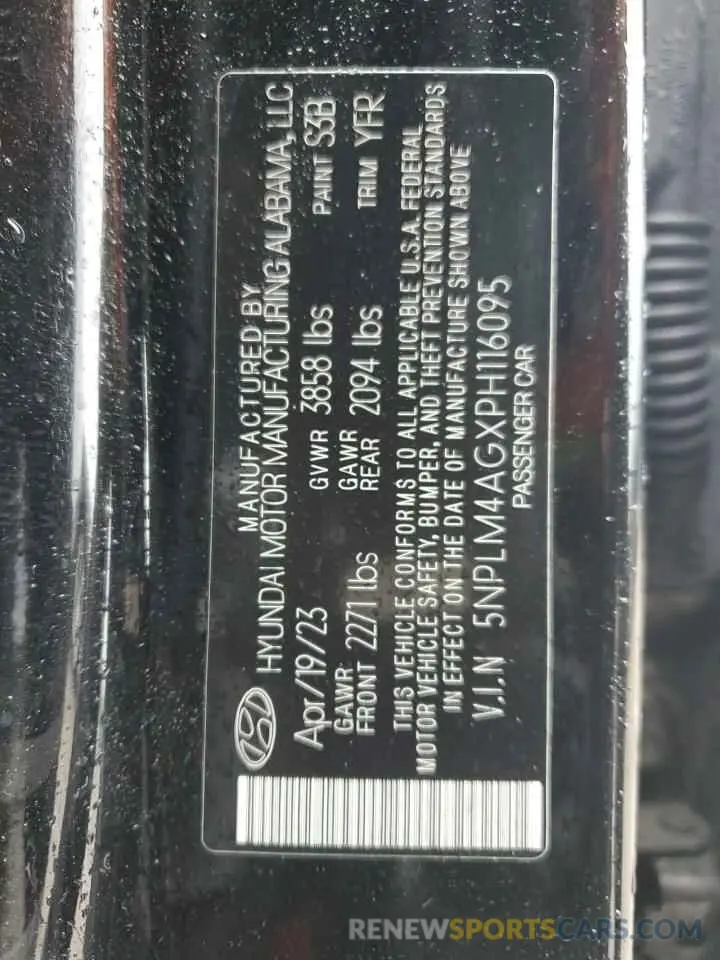 MANUFACTURED BY
HYUNDAI MOTOR MANUFACTURING ALABAMA, LLC
Apr/19/23 GVWR 3858 lbs PAINT S3B
GAWR FRONT 2271 lbs GAWR REAR 2094 lbs TRIM YFR
THIS VEHICLE CONFORMS TO ALL APPLICABLE U.S.A. FEDERAL
MOTOR VEHICLE SAFETY, BUMPER, AND THEFT PREVENTION STANDARDS
IN EFFECT ON THE DATE OF MANUFACTURE SHOWN ABOVE
V.I.N 5NPLM4AGXPH116095
PASSENGER CAR
RENEWSPORTSCARS.COM